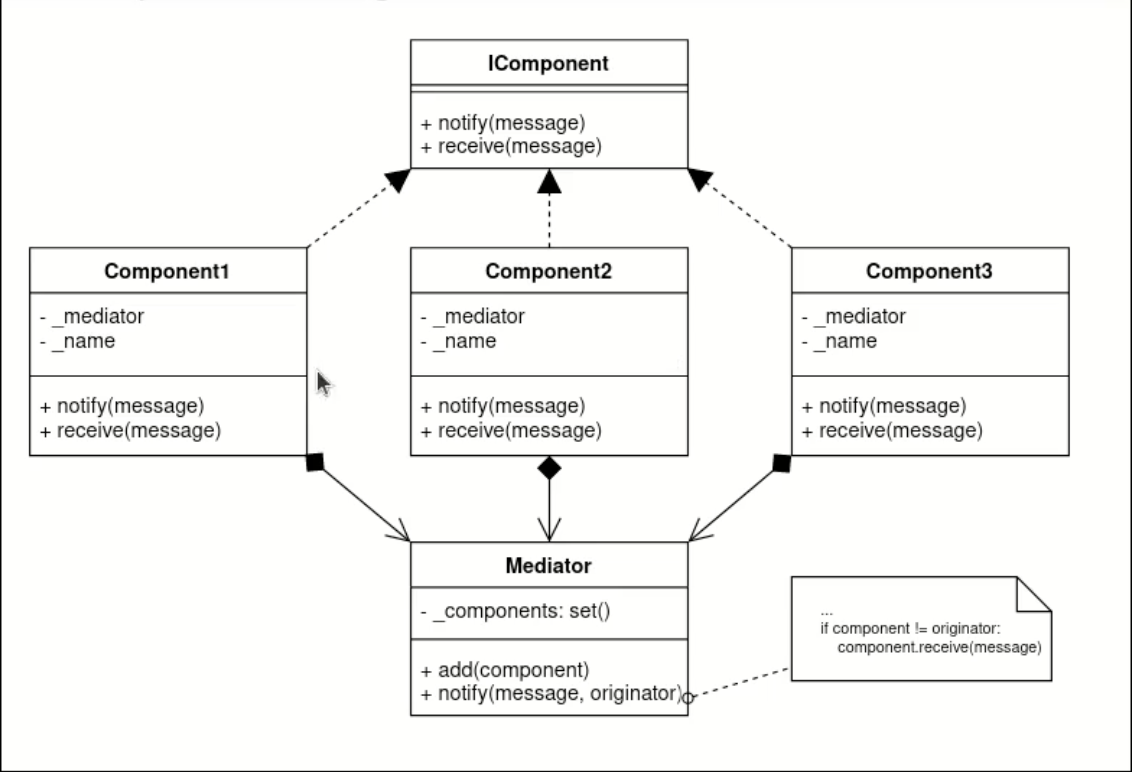 IComponent
+ notify(message)
+ receive(message)
Component1
- _mediator
- _name
+ notify(message)
+ receive(message)
Component2
- _mediator
- _name
+ notify(message)
+ receive(message)
Component3
- _mediator
- _name
+ notify(message)
+ receive(message)
Mediator
- _components: set()
+ add(component)
+ notify(message, originator)
...
if component != originator:
component.receive(message)